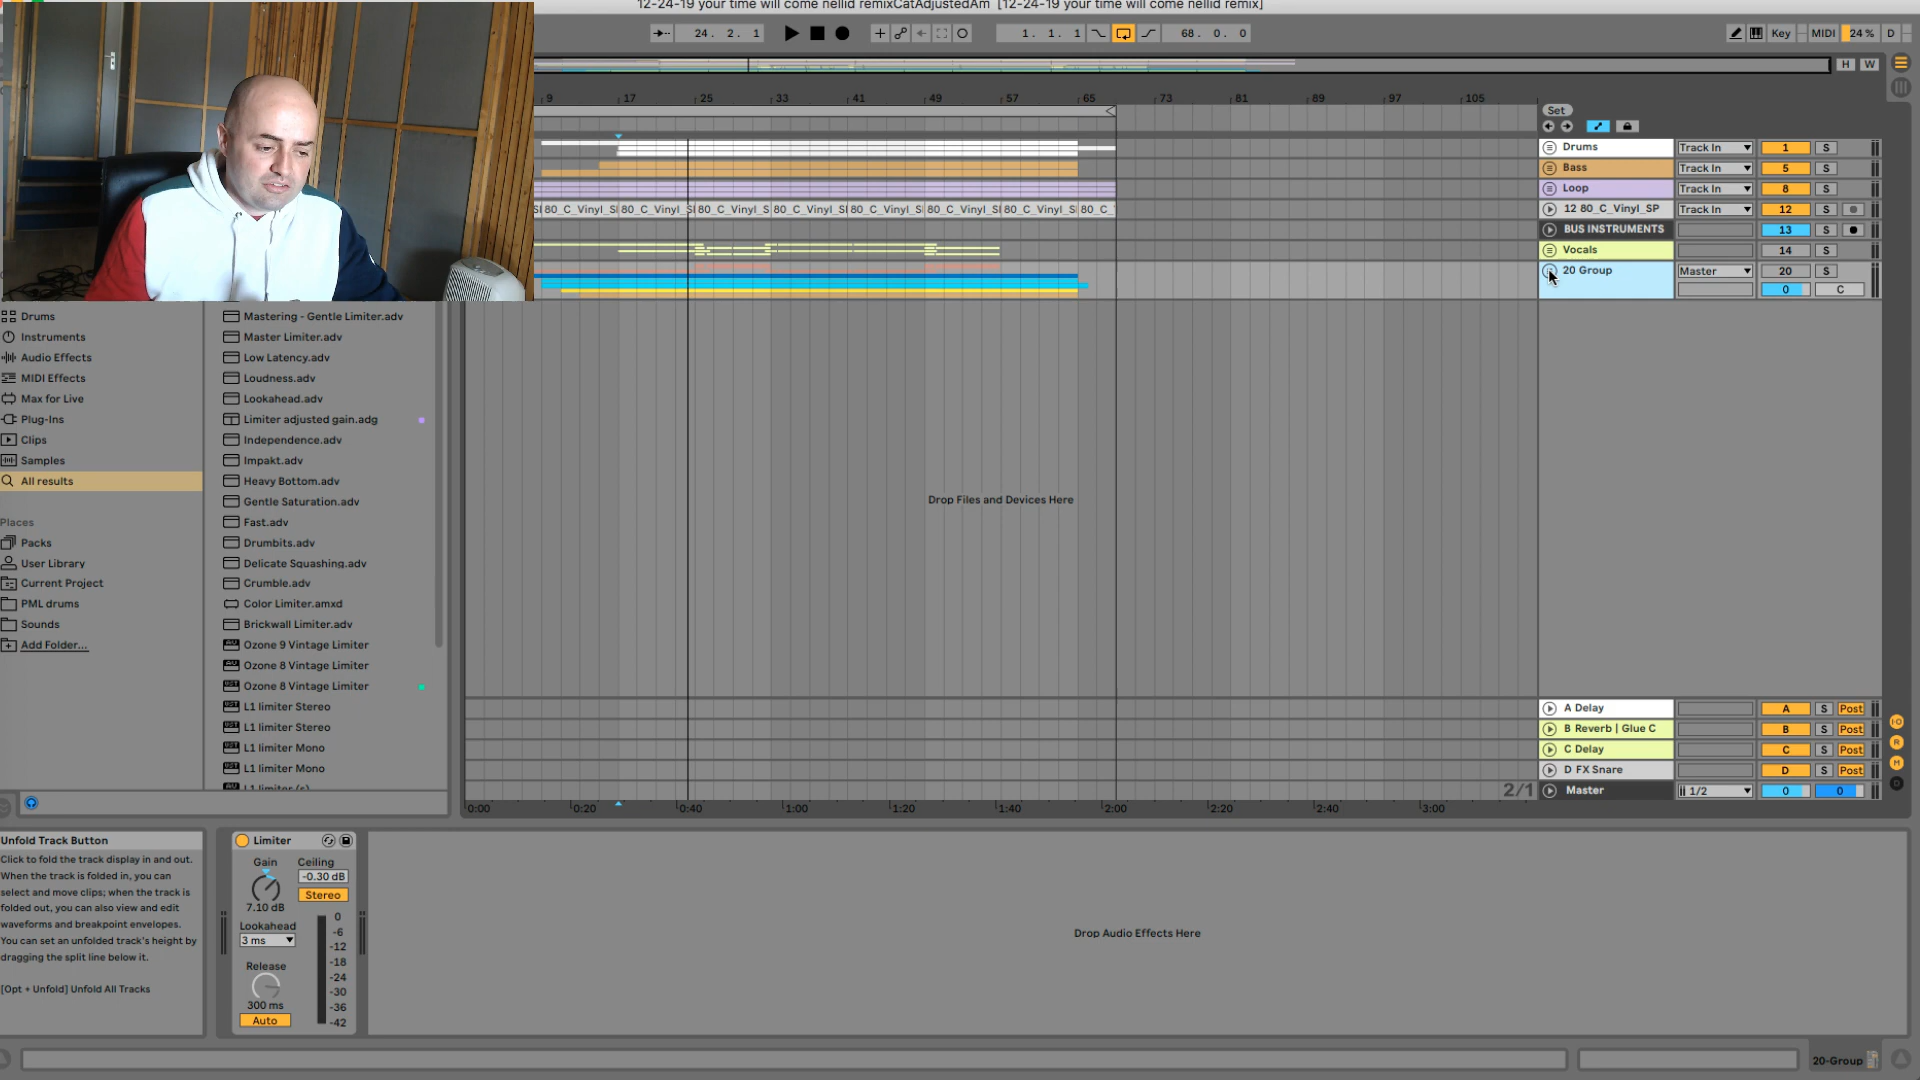 12-24-19 your time will come nellid remixCatAdjustedAm [12-24-19 your time will come nellid remix]
24. 2. 1
1. 1. 1
68. 0. 0
Key
MIDI
24 %
D
H W
9 17 25 33 41 49 57 65 73 81 89 97 105
Set
Drums Track In 1 S
Bass Track In 5 S
Loop Track In 8 S
80_C_Vinyl_SI 80_C_Vinyl_SI 80_C_Vinyl_S 80_C_Vinyl_SI 80_C_Vinyl_SI 80_C_Vinyl_SI 80_C_Vinyl_SI 80_C_
12 80_C_Vinyl_SP Track In 12 S
BUS INSTRUMENTS 13 S
Vocals 14 S
20 Group Master 20 S
0 C
Drums
Instruments
Audio Effects
MIDI Effects
Max for Live
Plug-Ins
Clips
Samples
All results
Places
Packs
User Library
Current Project
PML drums
Sounds
Add Folder...
Mastering - Gentle Limiter.adv
Master Limiter.adv
Low Latency.adv
Loudness.adv
Lookahead.adv
Limiter adjusted gain.adg
Independence.adv
Impakt.adv
Heavy Bottom.adv
Gentle Saturation.adv
Fast.adv
Drumbits.adv
Delicate Squashing.adv
Crumble.adv
Color Limiter.amxd
Brickwall Limiter.adv
Ozone 9 Vintage Limiter
Ozone 8 Vintage Limiter
Ozone 8 Vintage Limiter
L1 limiter Stereo
L1 limiter Stereo
L1 limiter Mono
L1 limiter Mono
Drop Files and Devices Here
A Delay A S Post
B Reverb | Glue C B S Post
C Delay C S Post
D FX Snare D S Post
2/1
Master 1/2 0 0
0:00 0:20 0:40 1:00 1:20 1:40 2:00 2:20 2:40 3:00
Unfold Track Button
Click to fold the track display in and out.
When the track is folded in, you can
select and move clips; when the track is
folded out, you can also view and edit
waveforms and breakpoint envelopes.
You can set an unfolded track's height by
dragging the split line below it.
[Opt + Unfold] Unfold All Tracks
Limiter
Gain Ceiling
-0.30 dB
Stereo
7.10 dB
Lookahead
3 ms
Release
300 ms
Auto
0
-6
-12
-18
-24
-30
-36
-42
Drop Audio Effects Here
20-Group